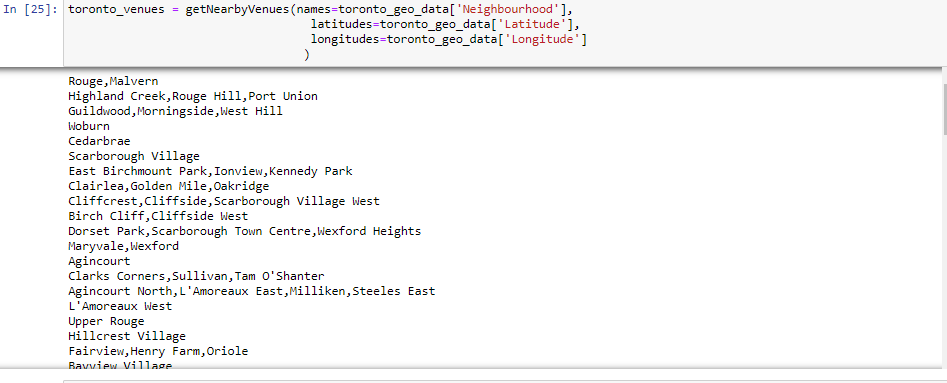 In [25]: toronto_venues = getNearbyVenues(names=toronto_geo_data['Neighbourhood'],
latitudes=toronto_geo_data['Latitude'],
longitudes=toronto_geo_data['Longitude']
)
Rouge,Malvern
Highland Creek,Rouge Hill,Port Union
Guildwood,Morningside,West Hill
Woburn
Cedarbrae
Scarborough Village
East Birchmount Park,Ionview,Kennedy Park
Clairlea,Golden Mile,Oakridge
Cliffcrest,Cliffside,Scarborough Village West
Birch Cliff,Cliffside West
Dorset Park,Scarborough Town Centre,Wexford Heights
Maryvale,Wexford
Agincourt
Clarks Corners,Sullivan,Tam O'Shanter
Agincourt North,L'Amoreaux East,Milliken,Steeles East
L'Amoreaux West
Upper Rouge
Hillcrest Village
Fairview,Henry Farm,Oriole
Bayview Village